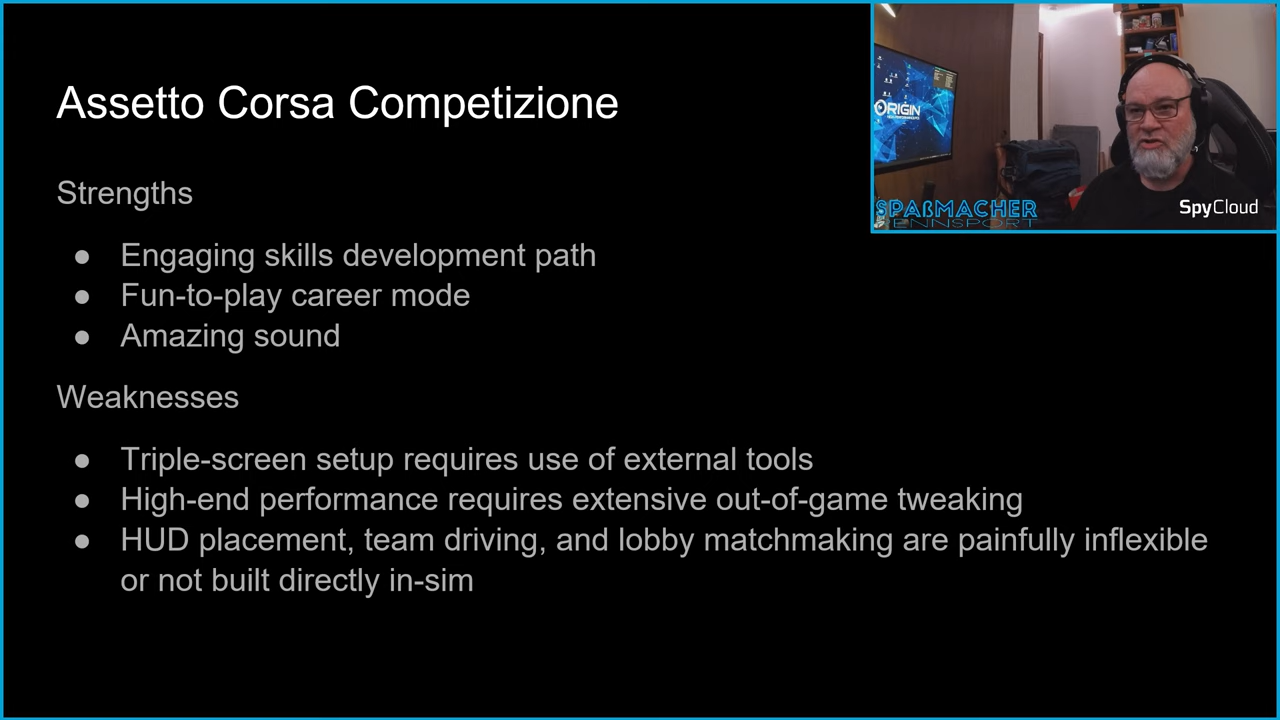 Assetto Corsa Competizione
Strengths
● Engaging skills development path
● Fun-to-play career mode
● Amazing sound
Weaknesses
● Triple-screen setup requires use of external tools
● High-end performance requires extensive out-of-game tweaking
● HUD placement, team driving, and lobby matchmaking are painfully inflexible
or not built directly in-sim
ORIGIN
SPAßMACHER
ENNSPORT
SpyCloud